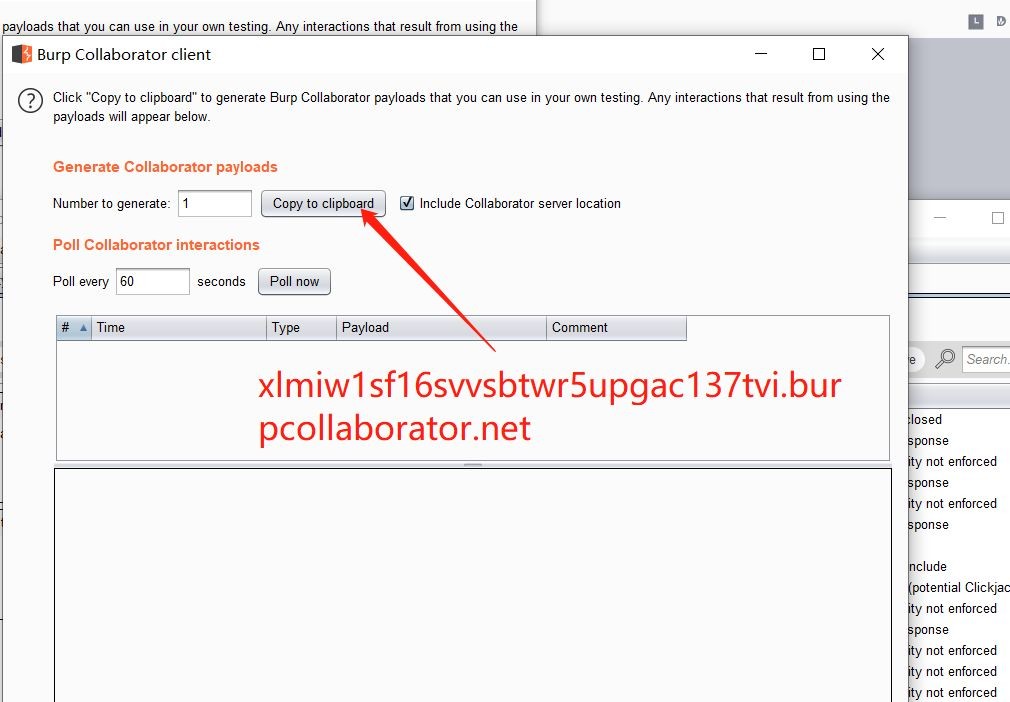 payloads that you can use in your own testing. Any interactions that result from using the
L
Burp Collaborator client
?
Click "Copy to clipboard" to generate Burp Collaborator payloads that you can use in your own testing. Any interactions that result from using the
payloads will appear below.
Generate Collaborator payloads
Number to generate: 1 Copy to clipboard Include Collaborator server location
Poll Collaborator interactions
Poll every 60 seconds Poll now
# Time Type Payload Comment
Search...
xlmiw1sf16svvsbtwr5upgac137tvi.bur
pcollaborator.net
closed
sponse
ity not enforced
sponse
ity not enforced
sponse
nclude
(potential Clickjac
ity not enforced
sponse
ity not enforced
ity not enforced
ity not enforced